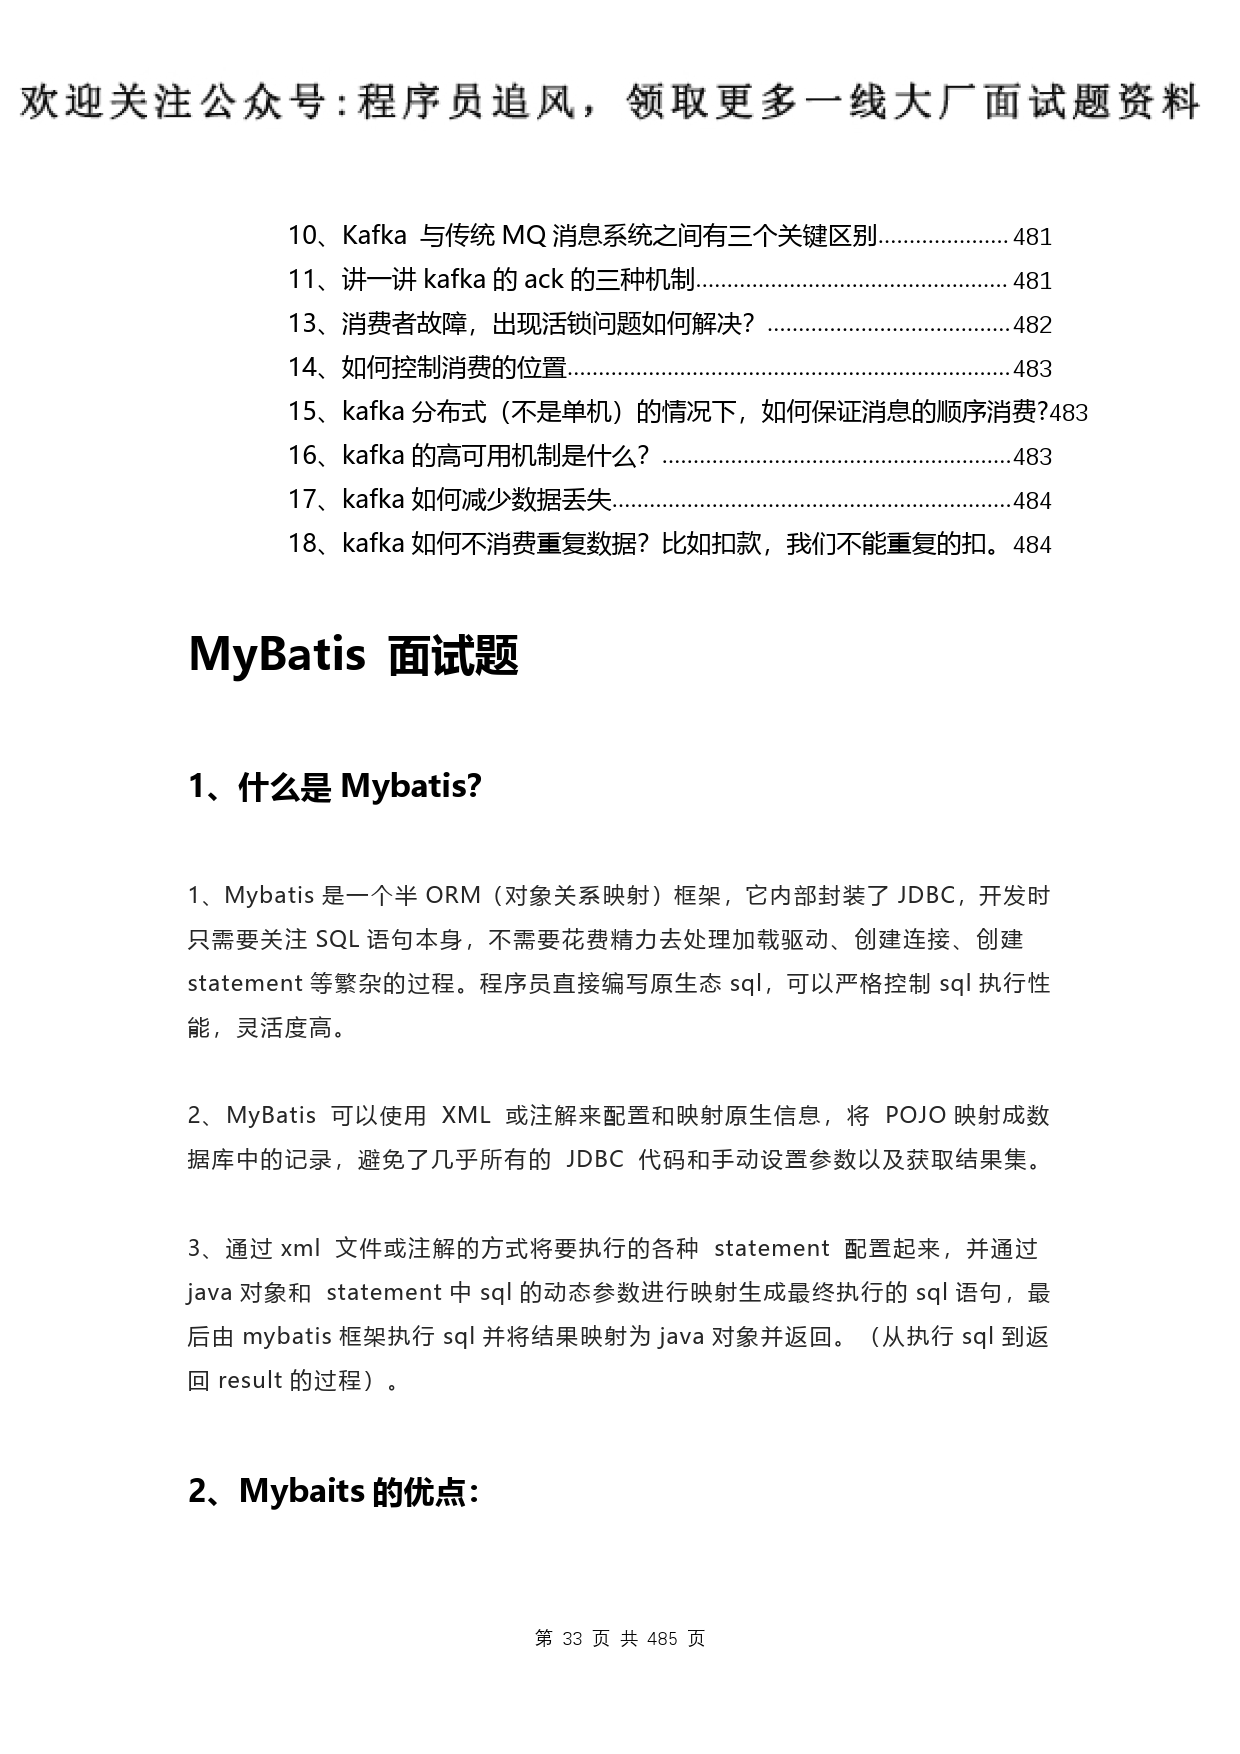 欢迎关注公众号:程序员追风，领取更多一线大厂面试题资料
10、Kafka 与传统 MQ 消息系统之间有三个关键区别..................... 481
11、讲一讲 kafka 的 ack 的三种机制.................................................. 481
13、消费者故障，出现活锁问题如何解决？.......................................482
14、如何控制消费的位置.......................................................................483
15、kafka 分布式（不是单机）的情况下，如何保证消息的顺序消费?483
16、kafka 的高可用机制是什么？........................................................483
17、kafka 如何减少数据丢失................................................................484
18、kafka 如何不消费重复数据？比如扣款，我们不能重复的扣。484
MyBatis 面试题
1、什么是 Mybatis?
1、Mybatis 是一个半 ORM（对象关系映射）框架，它内部封装了 JDBC，开发时
只需要关注 SQL 语句本身，不需要花费精力去处理加载驱动、创建连接、创建
statement 等繁杂的过程。程序员直接编写原生态 sql，可以严格控制 sql 执行性
能，灵活度高。
2、MyBatis 可以使用 XML 或注解来配置和映射原生信息，将 POJO 映射成数
据库中的记录，避免了几乎所有的 JDBC 代码和手动设置参数以及获取结果集。
3、通过 xml 文件或注解的方式将要执行的各种 statement 配置起来，并通过
java 对象和 statement 中 sql 的动态参数进行映射生成最终执行的 sql 语句，最
后由 mybatis 框架执行 sql 并将结果映射为 java 对象并返回。（从执行 sql 到返
回 result 的过程）。
2、Mybaits 的优点：
第 33 页 共 485 页